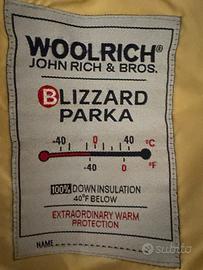 WOOLRICH®
JOHN RICH & BROS.
BLIZZARD
PARKA
-40 0 40 °C
-40 0 °F
100% DOWN INSULATION
40°F BELOW
EXTRAORDINARY WARM
PROTECTION
NAME
subito